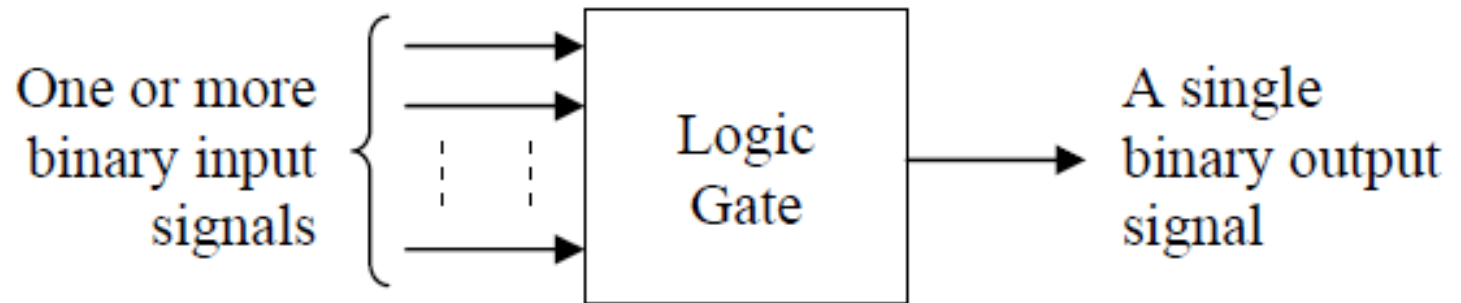 One or more
binary input
signals
Logic
Gate
A single
binary output
signal